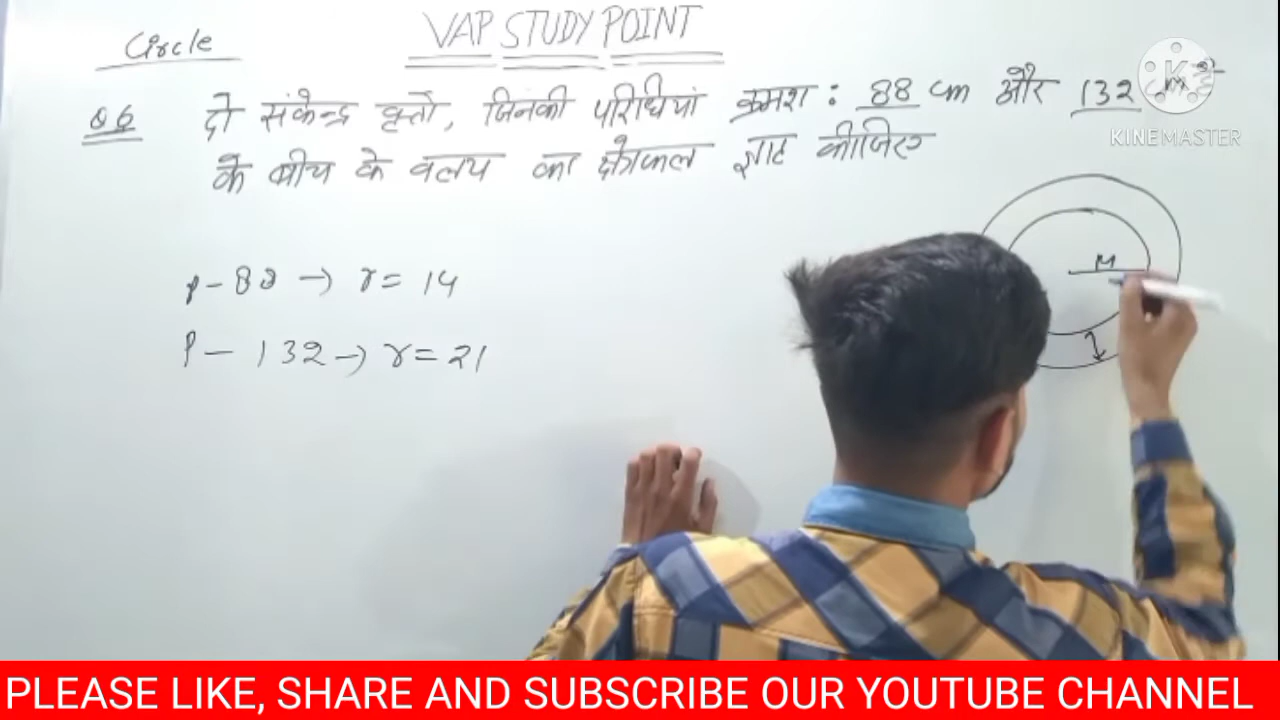 Circle
VAP STUDY POINT
Q6 दो संकेन्द्र वृत्तो, जिनकी परिधियां क्रमश: 88 cm और 132
के बीच के वलय का क्षेत्रफल ज्ञात कीजिए
KINEMASTER
P - 88 → r = 14
P - 132 → r = 21
14
PLEASE LIKE, SHARE AND SUBSCRIBE OUR YOUTUBE CHANNEL